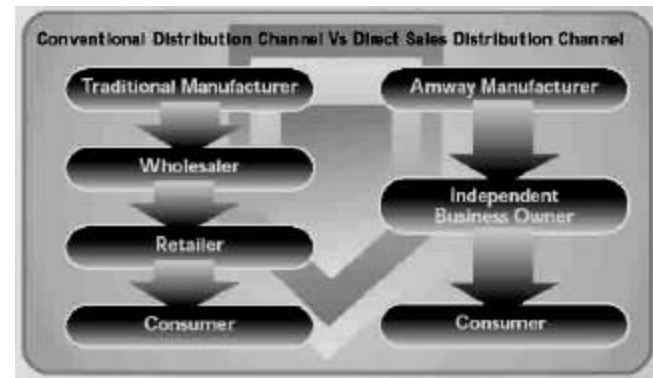 Conventional Distribution Channel Vs Direct Sales Distribution Channel
Traditional Manufacturer
Wholesaler
Retailer
Consumer
Amway Manufacturer
Independent
Business Owner
Consumer